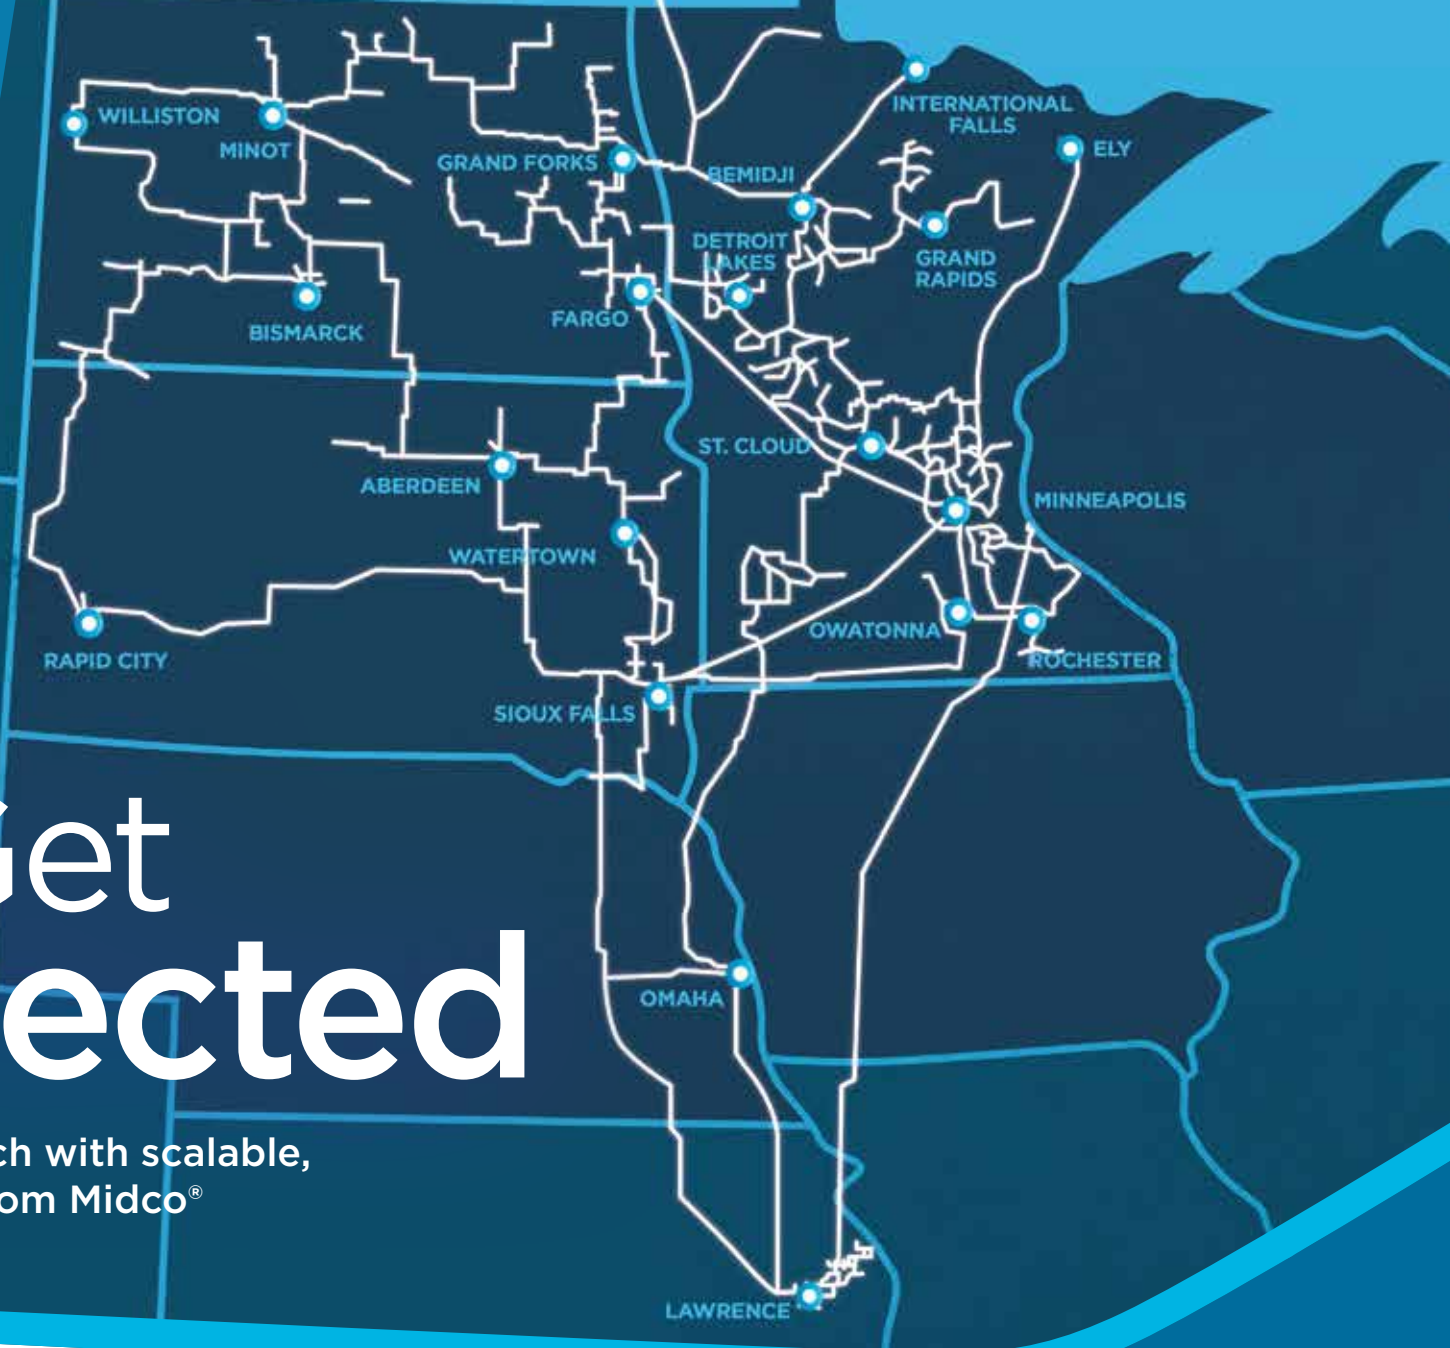 WILLISTON
MINOT
GRAND FORKS
BEMIDJI
INTERNATIONAL
FALLS
ELY
DETROIT
LAKES
GRAND
RAPIDS
BISMARCK
FARGO
ST. CLOUD
ABERDEEN
MINNEAPOLIS
WATERTOWN
OWATONNA
ROCHESTER
RAPID CITY
SIOUX FALLS
Get
ected
OMAHA
ch with scalable,
om Midco®
LAWRENCE